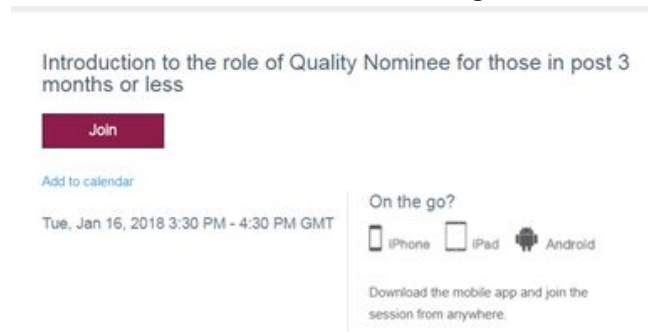 Introduction to the role of Quality Nominee for those in post 3
months or less
Join
Add to calendar
Tue, Jan 16, 2018 3:30 PM - 4:30 PM GMT
On the go?
iPhone iPad Android
Download the mobile app and join the
session from anywhere.